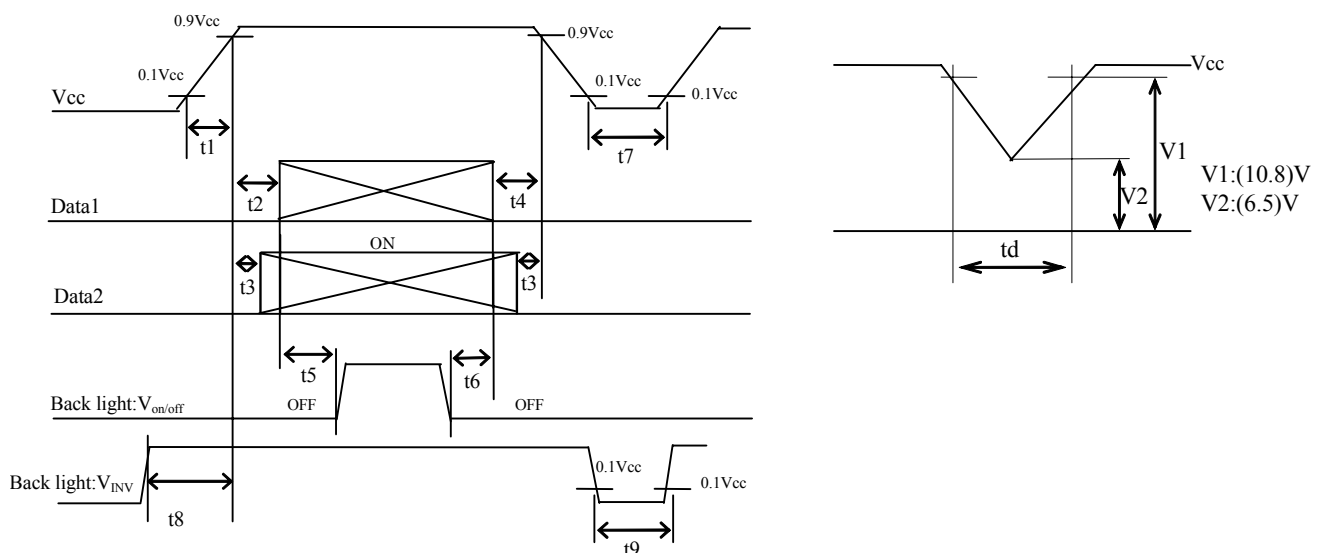 0.9Vcc
0.9Vcc
0.1Vcc
0.1Vcc
0.1Vcc
Vcc
t1
t7
t2
t4
Data1
ON
t3
t3
Data2
t5
t6
Back light:Von/off
OFF
OFF
Back light:VINV
0.1Vcc
0.1Vcc
t8
t9
Vcc
V1
V2
V1:(10.8)V
V2:(6.5)V
td